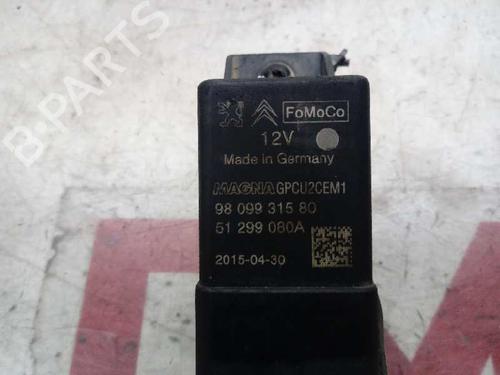 FoMoCo
12V
Made in Germany
MAGNA GPCU2CEM1
98 099 315 80
51 299 080A
2015-04-30
B-PARTS